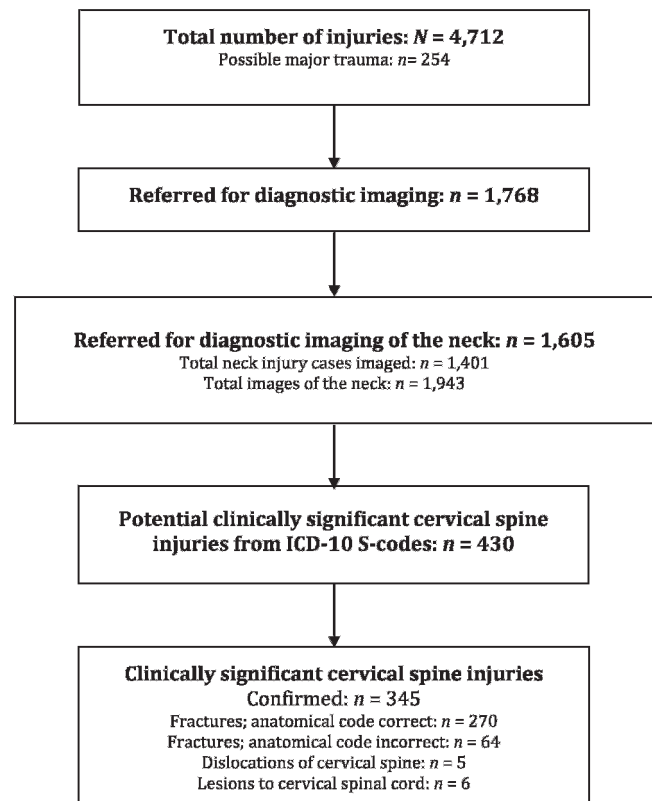 Total number of injuries: N = 4,712
Possible major trauma: n= 254
Referred for diagnostic imaging: n = 1,768
Referred for diagnostic imaging of the neck: n = 1,605
Total neck injury cases imaged: n = 1,401
Total images of the neck: n = 1,943
Potential clinically significant cervical spine
injuries from ICD-10 S-codes: n = 430
Clinically significant cervical spine injuries
Confirmed: n = 345
Fractures; anatomical code correct: n = 270
Fractures; anatomical code incorrect: n = 64
Dislocations of cervical spine: n = 5
Lesions to cervical spinal cord: n = 6